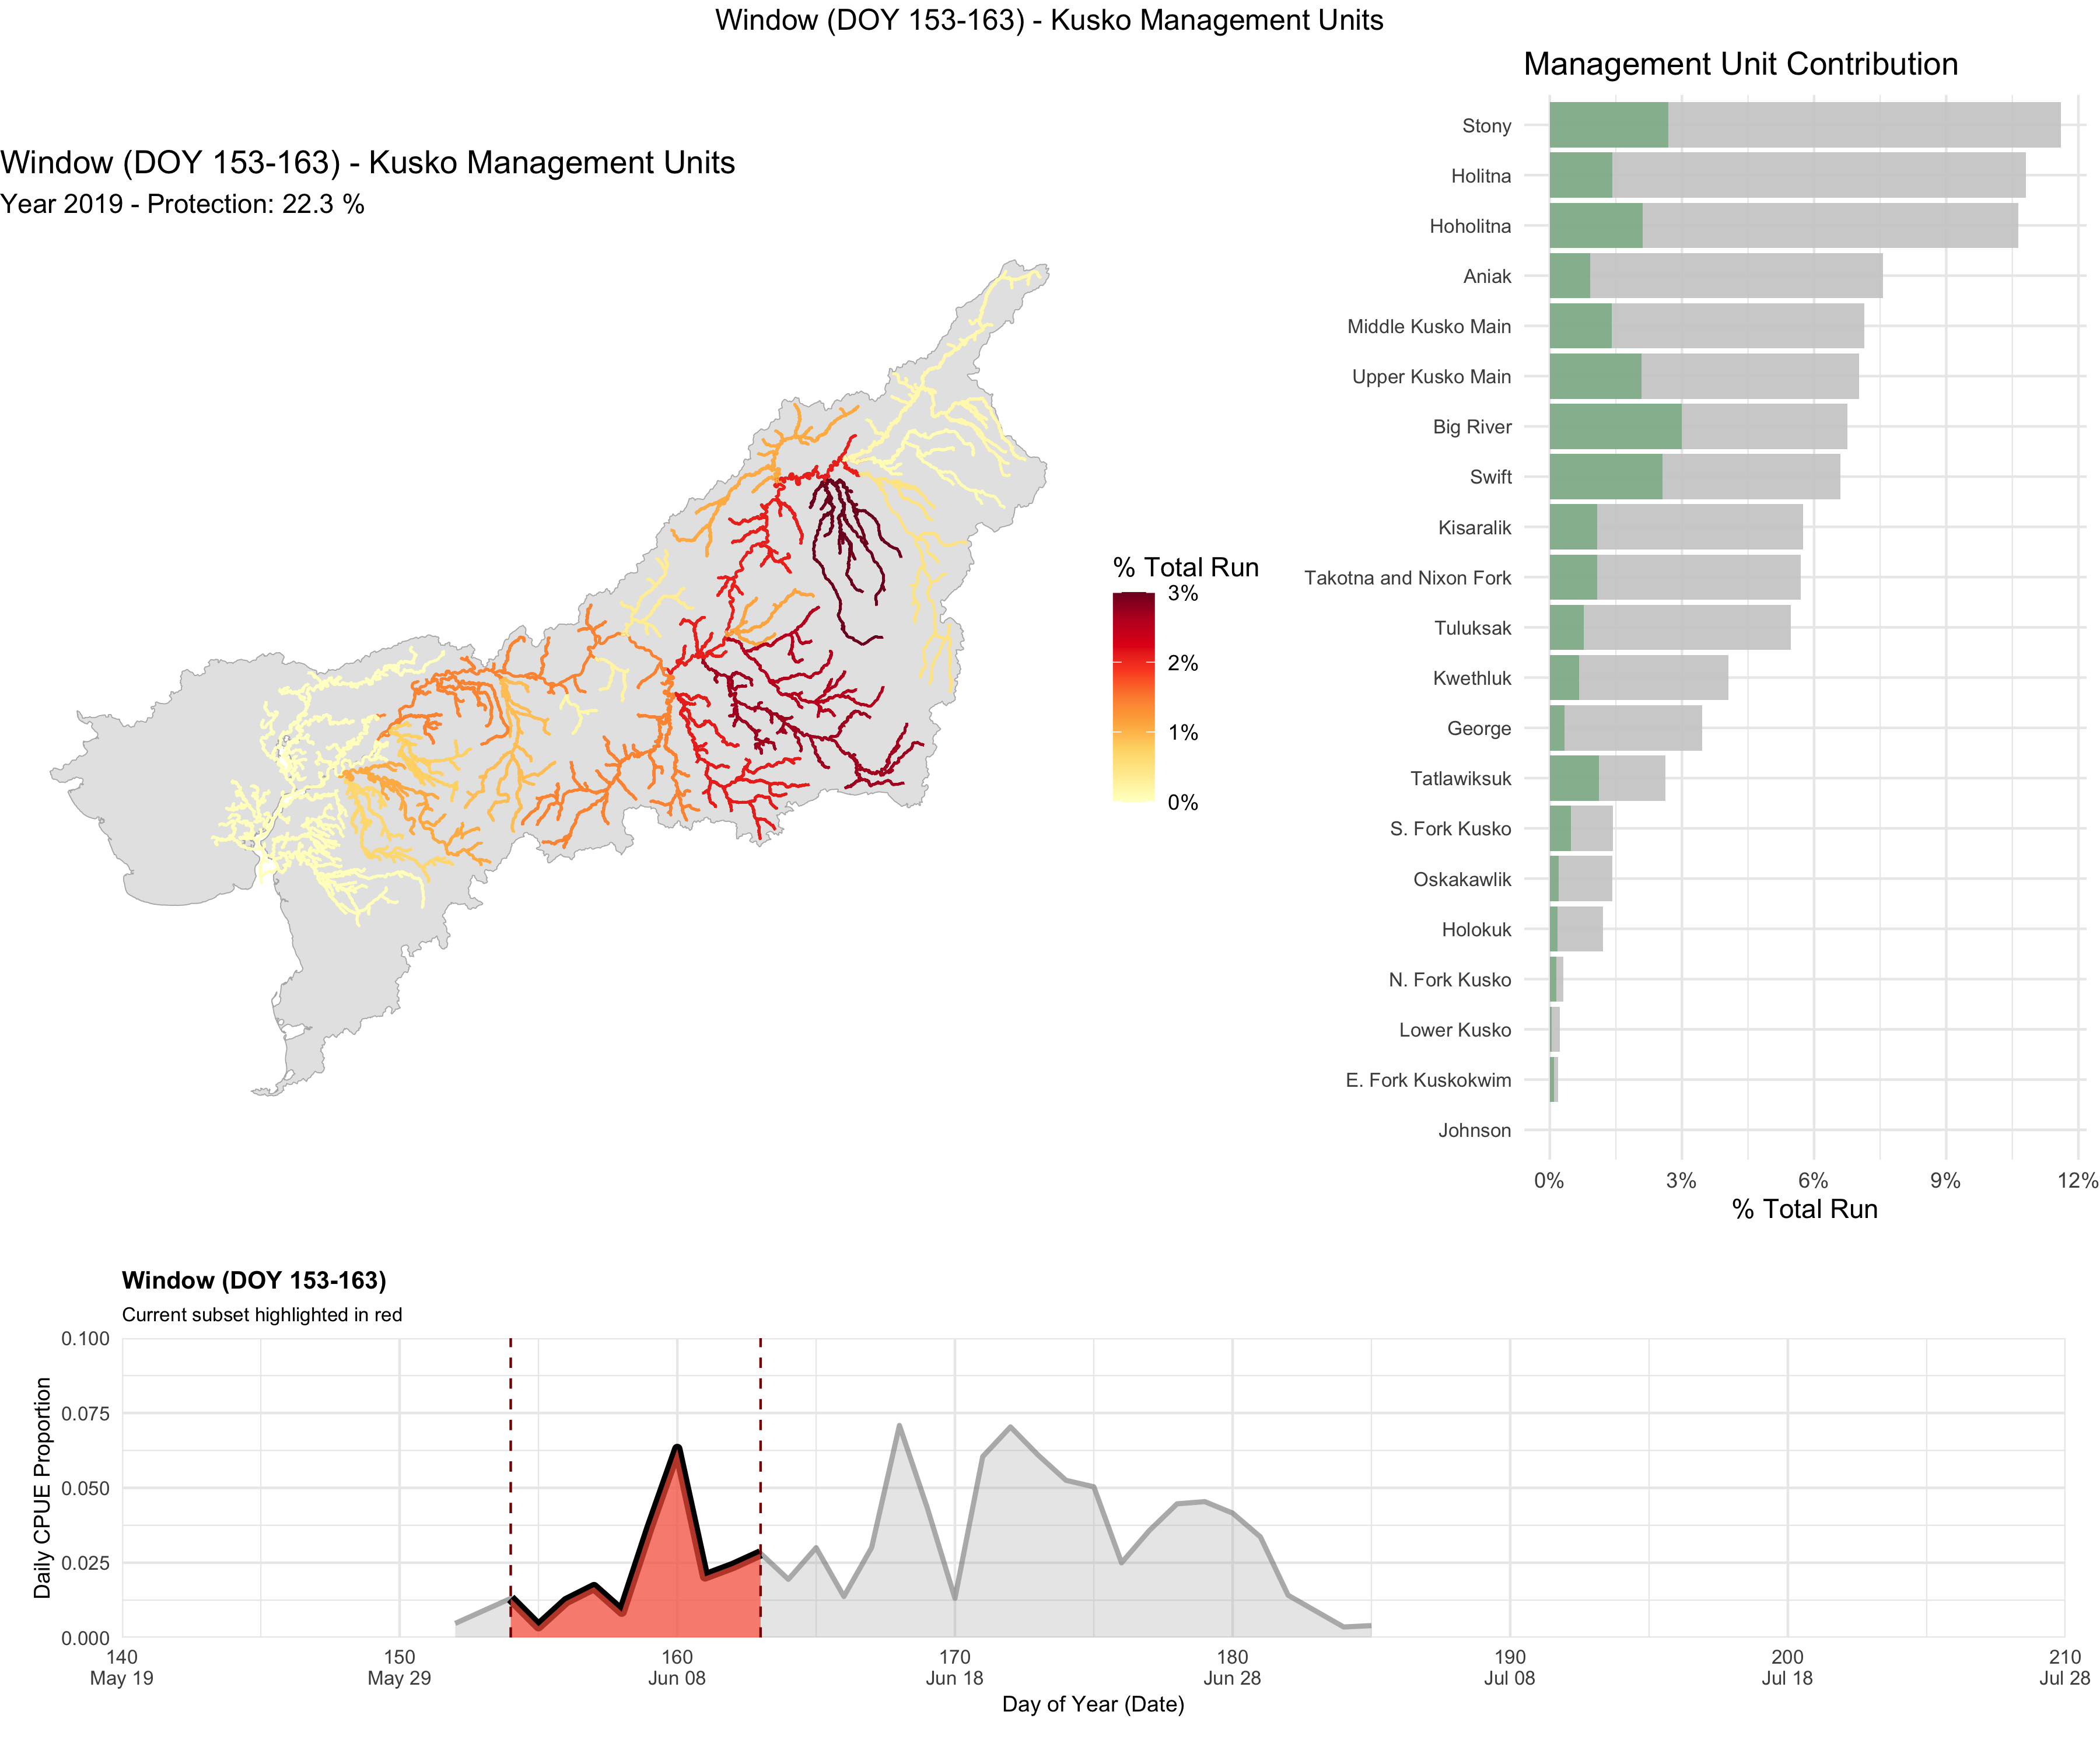 Window (DOY 153-163) - Kusko Management Units
Window (DOY 153-163) - Kusko Management Units
Year 2019 - Protection: 22.3 %
% Total Run
3%
2%
1%
0%
Management Unit Contribution
Stony
Holitna
Hoholitna
Aniak
Middle Kusko Main
Upper Kusko Main
Big River
Swift
Kisaralik
Takotna and Nixon Fork
Tuluksak
Kwethluk
George
Tatlawiksuk
S. Fork Kusko
Oskakawlik
Holokuk
N. Fork Kusko
Lower Kusko
E. Fork Kuskokwim
Johnson
0% 3% 6% 9% 12%
% Total Run
Window (DOY 153-163)
Current subset highlighted in red
Daily CPUE Proportion
0.100
0.075
0.050
0.025
0.000
140 150 160 170 180 190 200 210
May 19 May 29 Jun 08 Jun 18 Jun 28 Jul 08 Jul 18 Jul 28
Day of Year (Date)